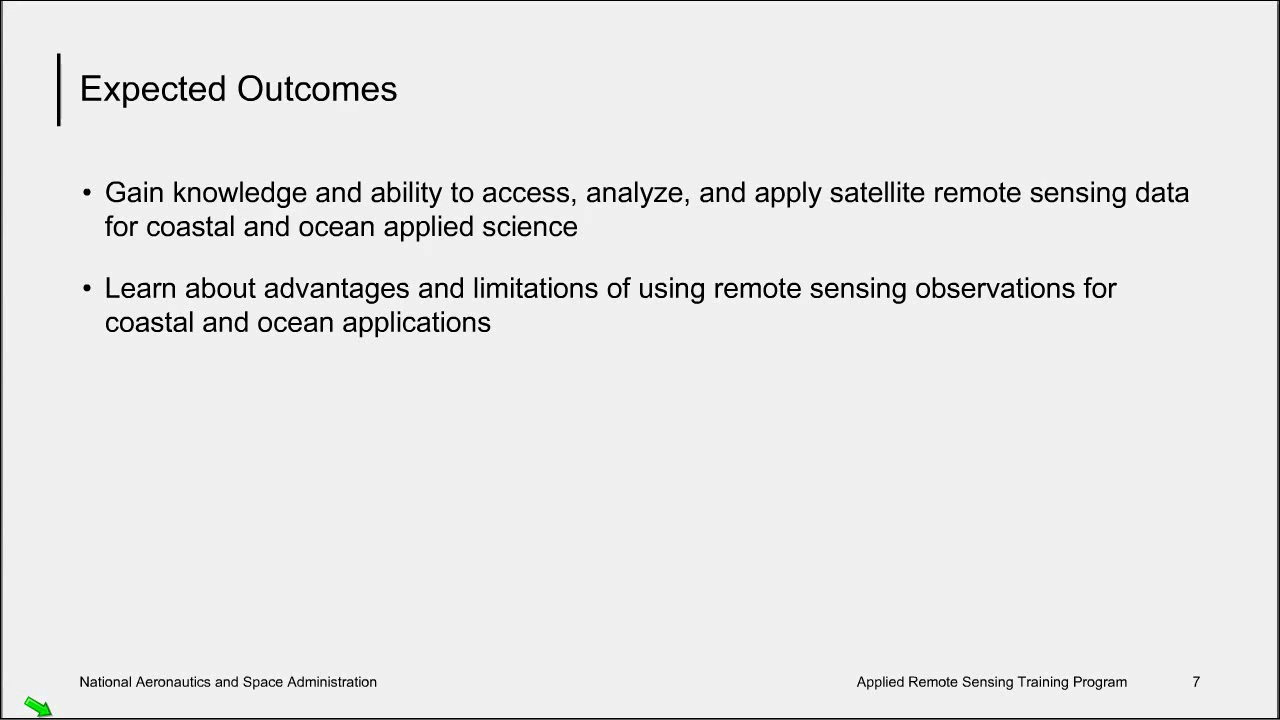 Expected Outcomes
• Gain knowledge and ability to access, analyze, and apply satellite remote sensing data
for coastal and ocean applied science
• Learn about advantages and limitations of using remote sensing observations for
coastal and ocean applications
National Aeronautics and Space Administration
Applied Remote Sensing Training Program
7